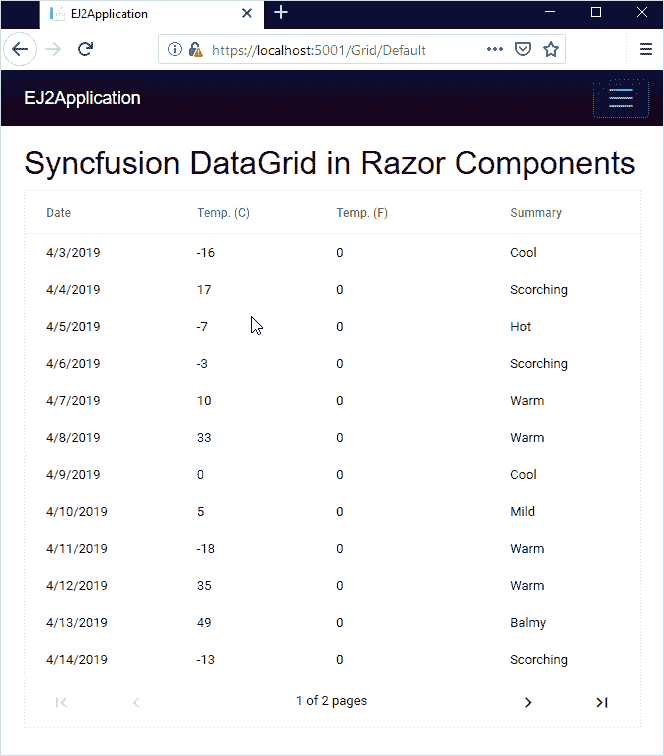 EJ2Application
https://localhost:5001/Grid/Default
EJ2Application
Syncfusion DataGrid in Razor Components
Date Temp. (C) Temp. (F) Summary
4/3/2019 -16 0 Cool
4/4/2019 17 0 Scorching
4/5/2019 -7 0 Hot
4/6/2019 -3 0 Scorching
4/7/2019 10 0 Warm
4/8/2019 33 0 Warm
4/9/2019 0 0 Cool
4/10/2019 5 0 Mild
4/11/2019 -18 0 Warm
4/12/2019 35 0 Warm
4/13/2019 49 0 Balmy
4/14/2019 -13 0 Scorching
1 of 2 pages